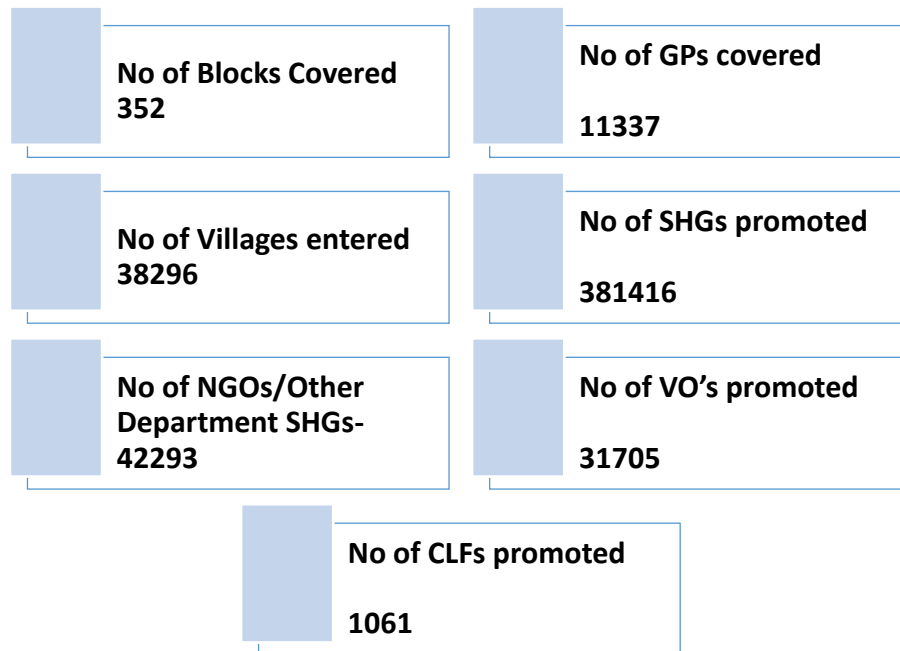 No of Blocks Covered
352
No of GPs covered
11337
No of Villages entered
38296
No of SHGs promoted
381416
No of NGOs/Other
Department SHGs-
42293
No of VO’s promoted
31705
No of CLFs promoted
1061